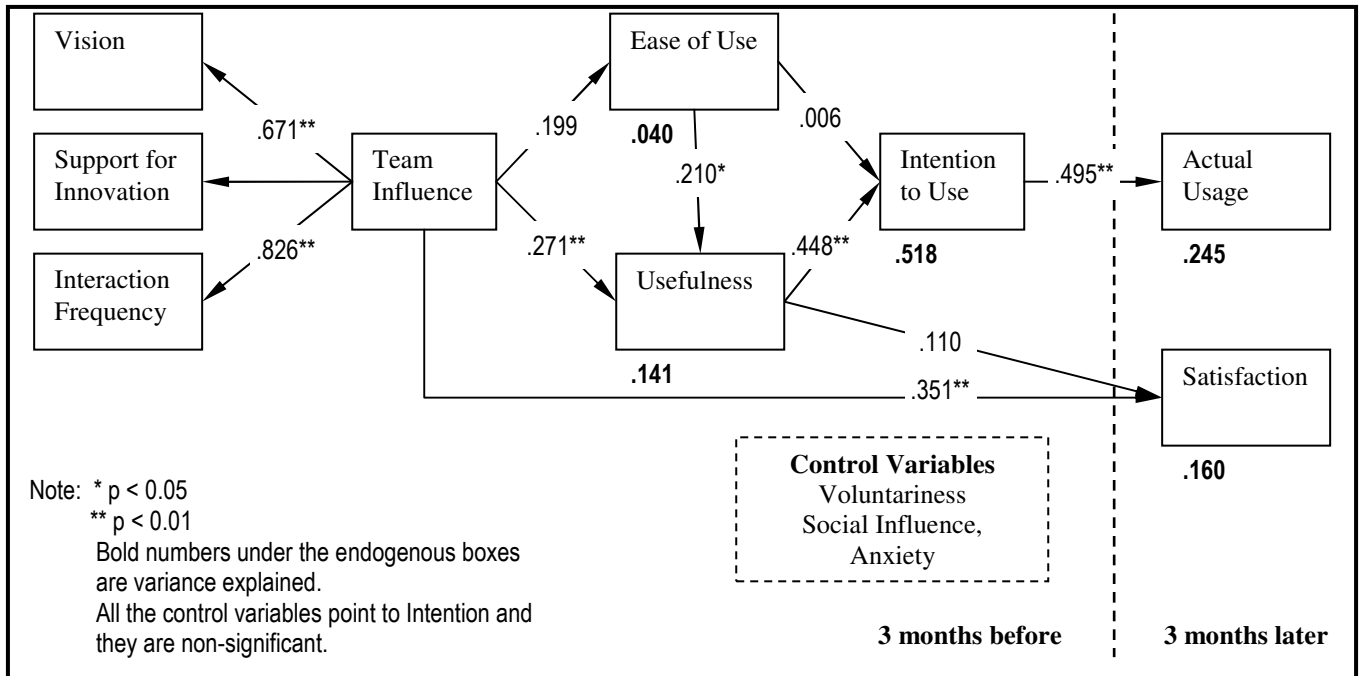 Vision
Ease of Use
.671**
.199
.040
.006
Support for
Innovation
Team
Influence
.210*
Intention
to Use
.495**
Actual
Usage
.826**
.271**
.448**
.518
.245
Interaction
Frequency
Usefulness
.110
.141
.351**
Satisfaction
.160
Control Variables
Voluntariness
Social Influence,
Anxiety
Note: * p < 0.05
** p < 0.01
Bold numbers under the endogenous boxes
are variance explained.
All the control variables point to Intention and
they are non-significant.
3 months before
3 months later